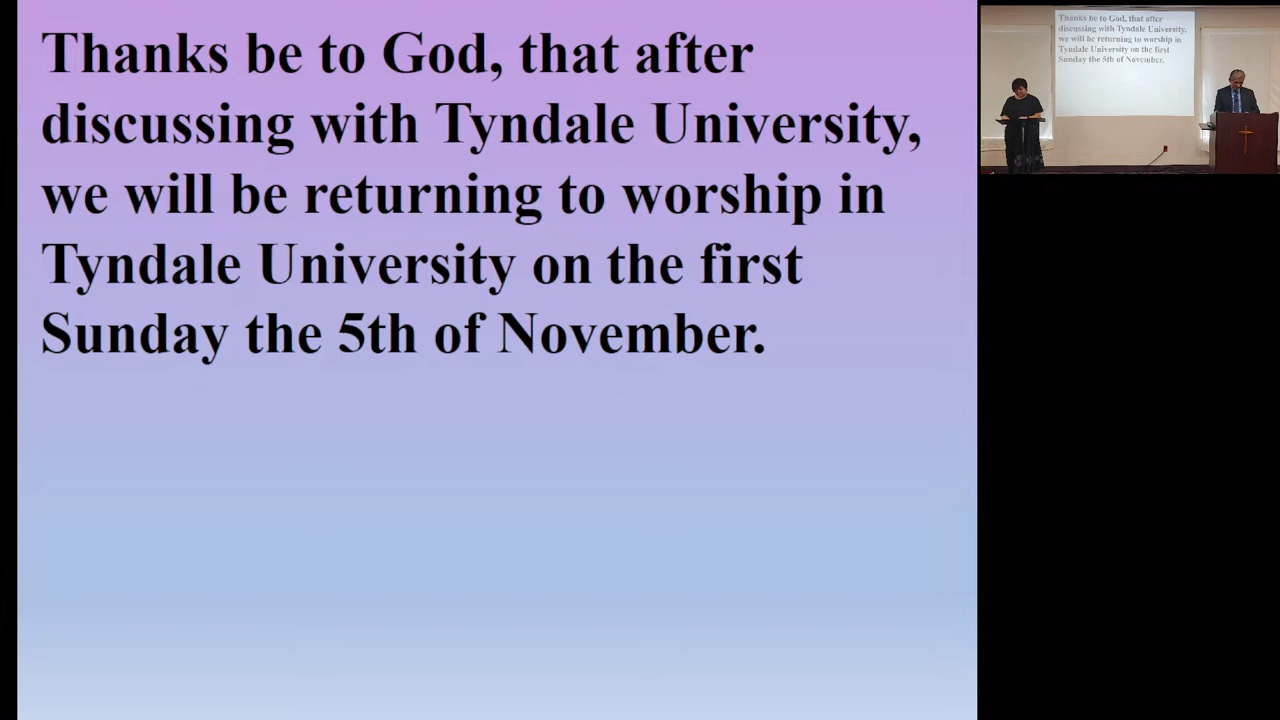 Thanks be to God, that after
discussing with Tyndale University,
we will be returning to worship in
Tyndale University on the first
Sunday the 5th of November.
Thanks be to God, that after
discussing with Tyndale University,
we will be returning to worship in
Tyndale University on the first
Sunday the 5th of November.